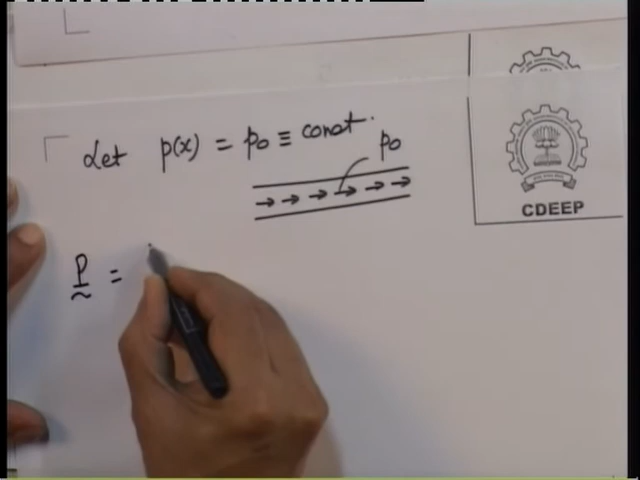 Let p(x) = p₀ ≡ const.
p₀
→ → → → → →
P̰ =
CDEEP